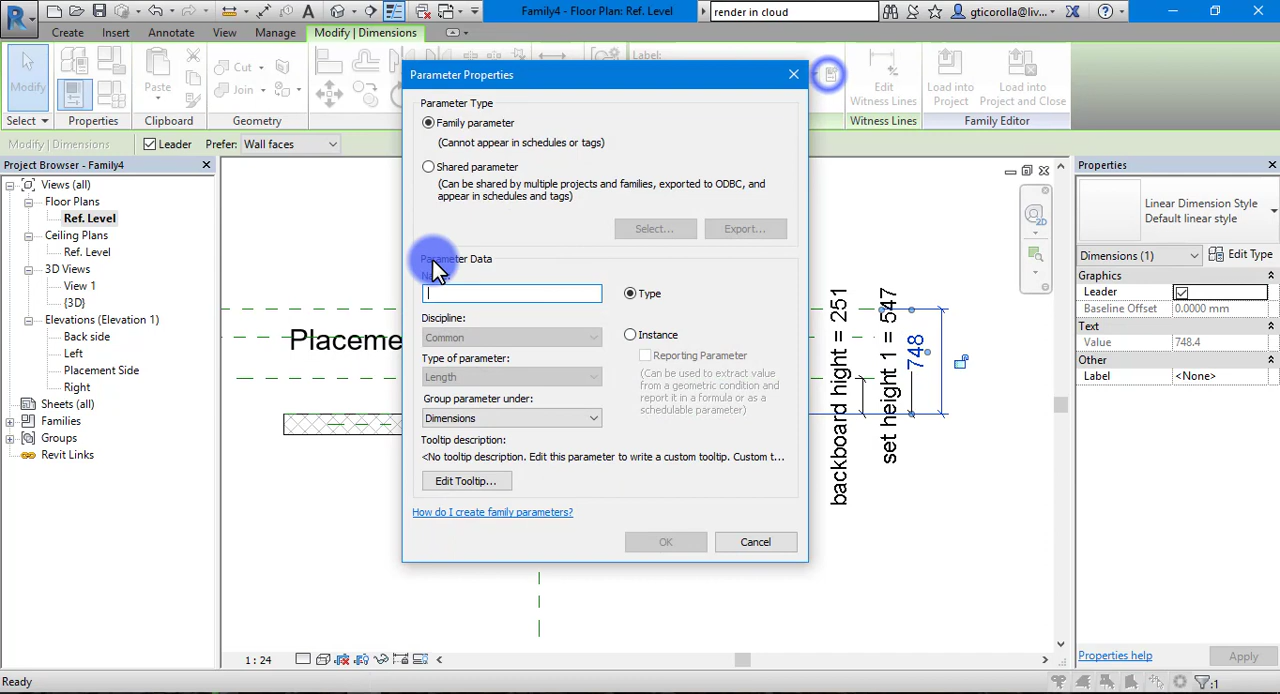 Family4 - Floor Plan: Ref. Level
render in cloud
gticorolla@liv...
Create
Insert
Annotate
View
Manage
Modify | Dimensions
Modify
Select
Properties
Paste
Clipboard
Cut
Join
Geometry
Label:
Edit
Witness Lines
Witness Lines
Load into
Project
Load into
Project and Close
Family Editor
Modify | Dimensions
Leader
Prefer:
Wall faces
Project Browser - Family4
Views (all)
Floor Plans
Ref. Level
Ceiling Plans
Ref. Level
3D Views
View 1
{3D}
Elevations (Elevation 1)
Back side
Left
Placement Side
Right
Sheets (all)
Families
Groups
Revit Links
Parameter Properties
Parameter Type
Family parameter
(Cannot appear in schedules or tags)
Shared parameter
(Can be shared by multiple projects and families, exported to ODBC, and
appear in schedules and tags)
Select...
Export...
Parameter Data
Discipline:
Common
Type of parameter:
Length
Group parameter under:
Dimensions
Tooltip description:
<No tooltip description. Edit this parameter to write a custom tooltip. Custom t...
Edit Tooltip...
How do I create family parameters?
Type
Instance
Reporting Parameter
(Can be used to extract value
from a geometric condition and
report it in a formula or as a
schedulable parameter)
OK
Cancel
Placeme
backboard hight = 251
set height 1 = 547
748
Properties
Linear Dimension Style
Default linear style
Dimensions (1)
Edit Type
Graphics
Leader
Baseline Offset
0.0000 mm
Text
Value
748.4
Other
Label
<None>
Properties help
Apply
1 : 24
Ready
:1